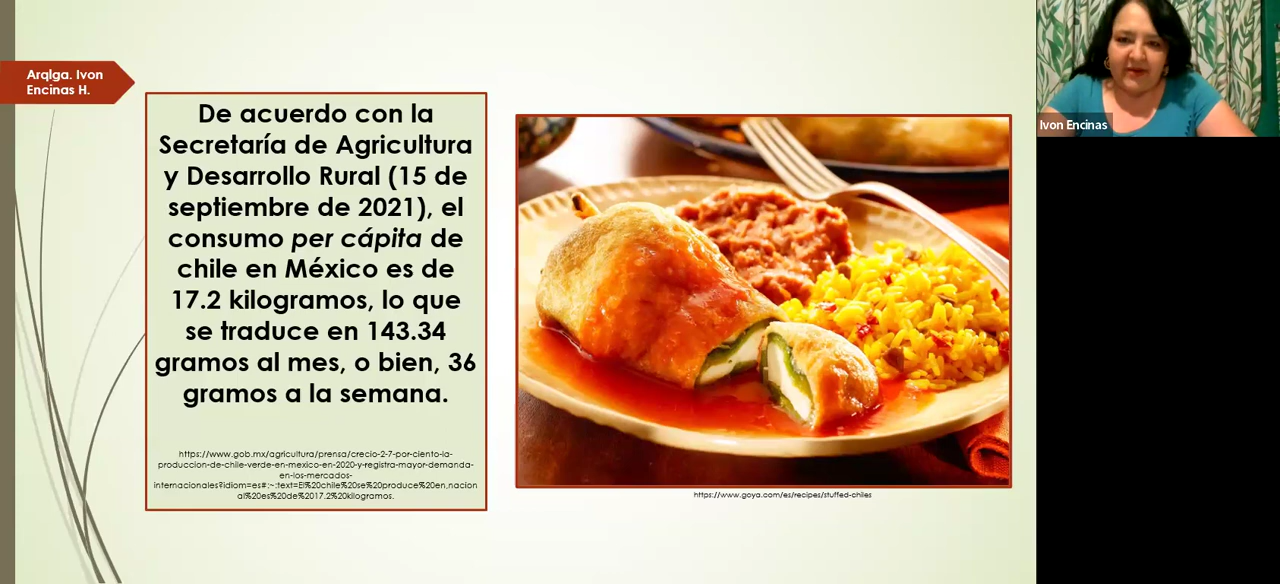 Arqlga. Ivon
Encinas H.
De acuerdo con la
Secretaría de Agricultura
y Desarrollo Rural (15 de
septiembre de 2021), el
consumo per cápita de
chile en México es de
17.2 kilogramos, lo que
se traduce en 143.34
gramos al mes, o bien, 36
gramos a la semana.
https://www.gob.mx/agricultura/prensa/crecio-2-7-por-ciento-la-
produccion-de-chile-verde-en-mexico-en-2020-y-registra-mayor-demanda-
en-los-mercados-
internacionales?idiom=es#:~:text=El%20chile%20se%20produce%20en,nacion
al%20es%20de%2017.2%20kilogramos.
https://www.goya.com/es/recipes/stuffed-chiles
Ivon Encinas